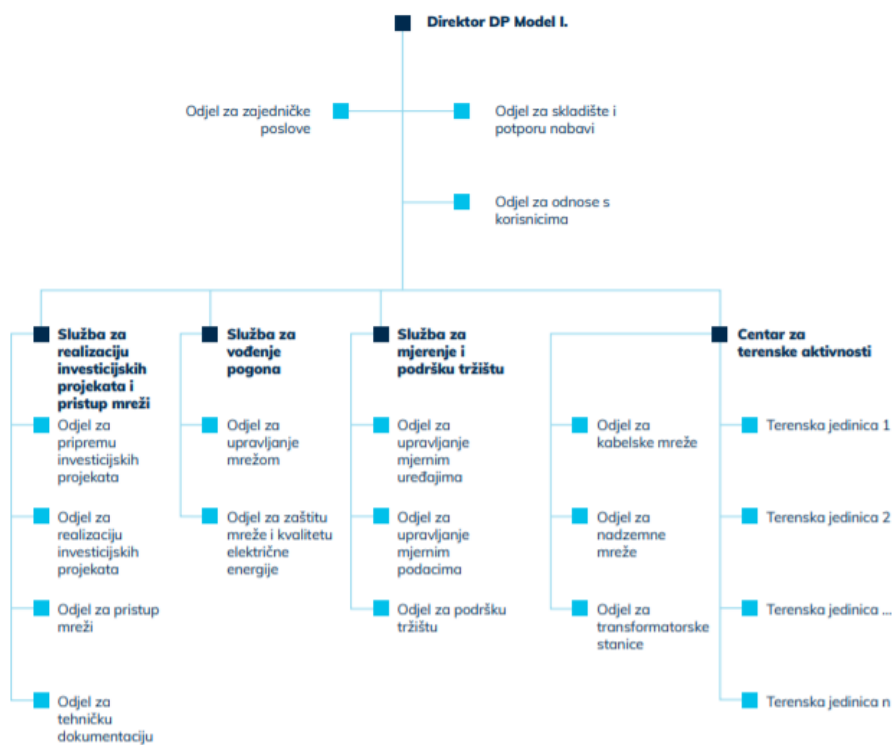 Direktor DP Model I.
Odjel za zajedničke
poslove
Odjel za skladište i
potporu nabavi
Odjel za odnose s
korisnicima
Služba za
realizaciju
investicijskih
projekata i
pristup mreži
Odjel za
pripremu
investicijskih
projekata
Odjel za
realizaciju
investicijskih
projekata
Odjel za pristup
mreži
Odjel za
tehničku
dokumentaciju
Služba za
vođenje
pogona
Odjel za
upravljanje
mrežom
Odjel za zaštitu
mreže i kvalitetu
električne
energije
Služba za
mjerenje i
podršku tržištu
Odjel za
upravljanje
mjernim
uređajima
Odjel za
upravljanje
mjernim
podacima
Odjel za podršku
tržištu
Centar za
terenske aktivnosti
Odjel za
kabelske mreže
Odjel za
nadzemne
mreže
Odjel za
transformatorske
stanice
Terenska jedinica 1
Terenska jedinica 2
Terenska jedinica ...
Terenska jedinica n